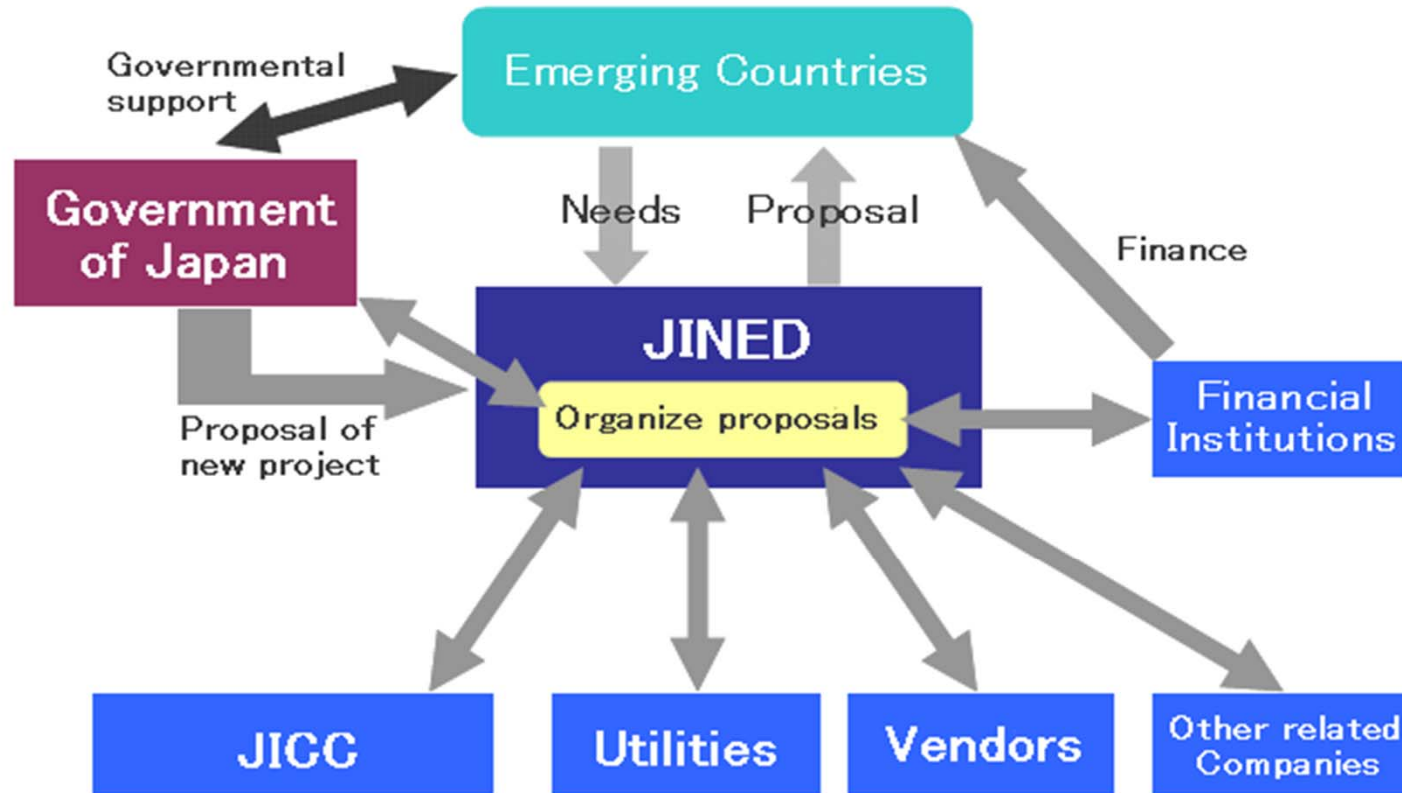 Governmental
support
Emerging Countries
Government
of Japan
Needs
Proposal
Finance
JINED
Organize proposals
Proposal of
new project
Financial
Institutions
JICC
Utilities
Vendors
Other related
Companies